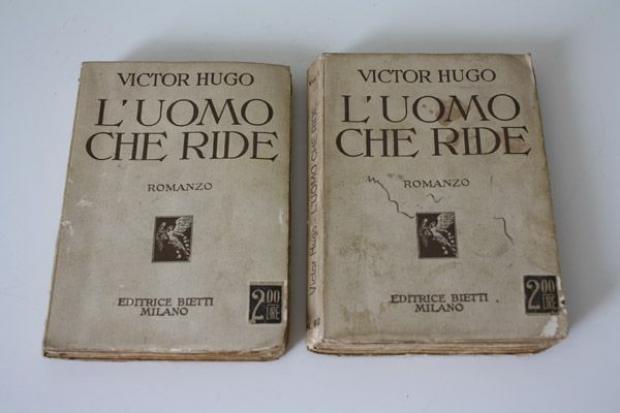 VICTOR HUGO
L'UOMO
CHE RIDE
ROMANZO
EDITRICE BIETTI
MILANO
2.00
LIRE
Victor Hugo - L'UOMO CHE RIDE
VICTOR HUGO
L'UOMO
CHE RIDE
ROMANZO
EDITRICE BIETTI
MILANO
2.00
LIRE